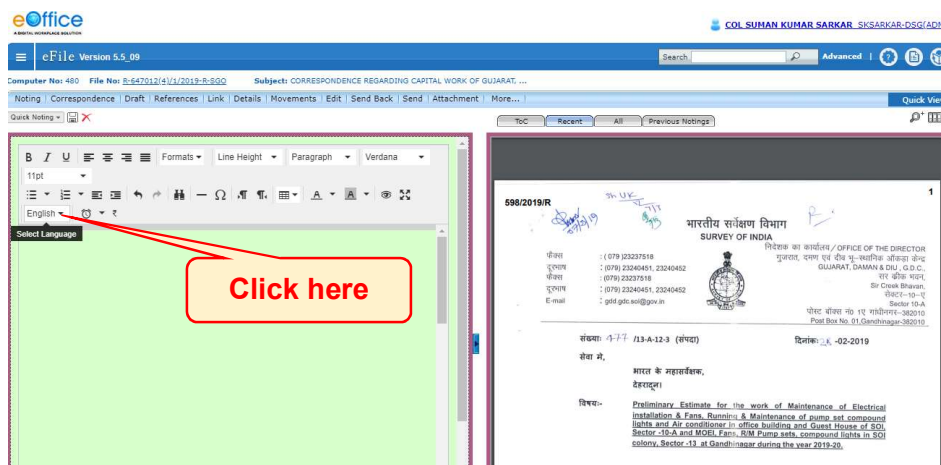 eOffice
A DIGITAL WORKPLACE SOLUTION
COL SUMAN KUMAR SARKAR SKSARKAR-DSG(ADM
eFile Version 5.5_09
Search
Advanced
Computer No: 480 File No: R-647012(4)/1/2019-R-SGO Subject: CORRESPONDENCE REGARDING CAPITAL WORK OF GUJARAT, ...
Noting | Correspondence | Draft | References | Link | Details | Movements | Edit | Send Back | Send | Attachment | More... |
Quick View
Quick Noting
ToC Recent All Previous Notings
B I U Formats Line Height Paragraph Verdana
11pt
English ₹
Select Language
Click here
1
598/2019/R
भारतीय सर्वेक्षण विभाग
SURVEY OF INDIA
निदेशक का कार्यालय / OFFICE OF THE DIRECTOR
गुजरात, दमण एवं दीव भू–स्थानिक आँकड़ा केन्द्र
GUJARAT, DAMAN & DIU , G.D.C.,
सर क्रीक भवन,
Sir Creek Bhavan,
सेक्टर–10–ए
Sector 10-A
पोस्ट बॉक्स नं0 1ए गांधीनगर–382010
Post Box No. 01,Gandhinagar-382010
फैक्स : ( 079 )23237518
दूरभाष : (079) 23240451, 23240452
फैक्स : (079) 23237518
दूरभाष : (079) 23240451, 23240452
E-mail : gdd.gdc.soi@gov.in
संख्याः 477 /13-A-12-3 (संपदा) दिनांकः -02-2019
सेवा मे,
भारत के महासर्वेक्षक,
देहरादून।
विषयः-
Preliminary Estimate for the work of Maintenance of Electrical
installation & Fans, Running & Maintenance of pump set compound
lights and Air conditioner in office building and Guest House of SOI,
Sector -10-A and MOEI, Fans, R/M Pump sets, compound lights in SOI
colony, Sector -13 at Gandhinagar during the year 2019-20.